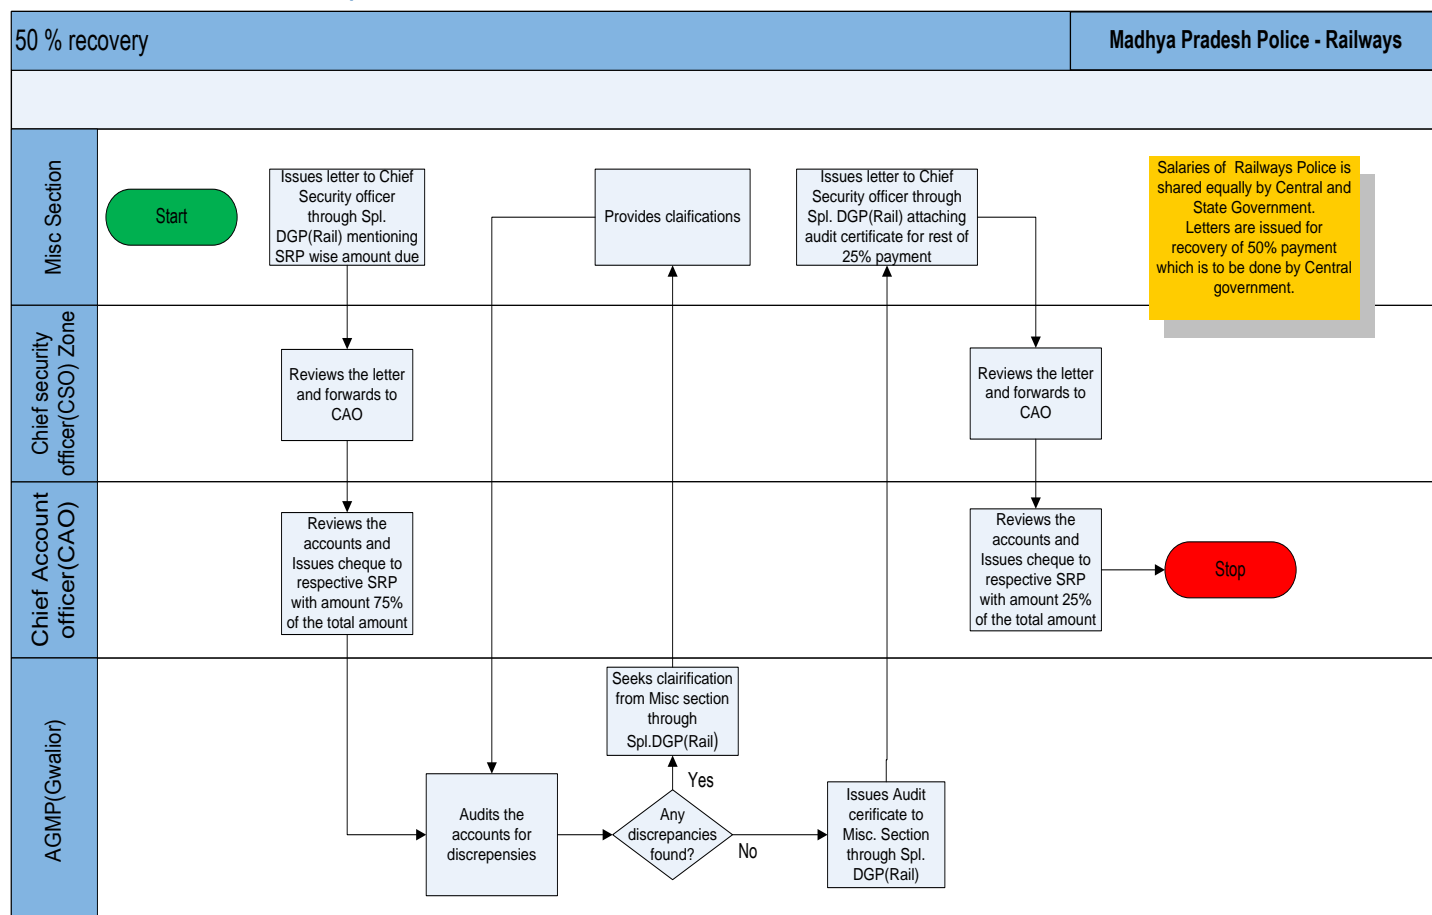 50 % recovery
Madhya Pradesh Police - Railways
Misc Section
Start
Issues letter to Chief
Security officer
through Spl.
DGP(Rail) mentioning
SRP wise amount due
Provides claifications
Issues letter to Chief
Security officer through
Spl. DGP(Rail) attaching
audit certificate for rest of
25% payment
Salaries of Railways Police is
shared equally by Central and
State Government.
Letters are issued for
recovery of 50% payment
which is to be done by Central
government.
Chief security
officer(CSO) Zone
Reviews the letter
and forwards to
CAO
Reviews the letter
and forwards to
CAO
Chief Account
officer(CAO)
Reviews the
accounts and
Issues cheque to
respective SRP
with amount 75%
of the total amount
Reviews the
accounts and
Issues cheque to
respective SRP
with amount 25%
of the total amount
Stop
AGMP(Gwalior)
Seeks clairification
from Misc section
through
Spl.DGP(Rail)
Yes
Audits the
accounts for
discrepensies
Any
discrepancies
found?
No
Issues Audit
cerificate to
Misc. Section
through Spl.
DGP(Rail)